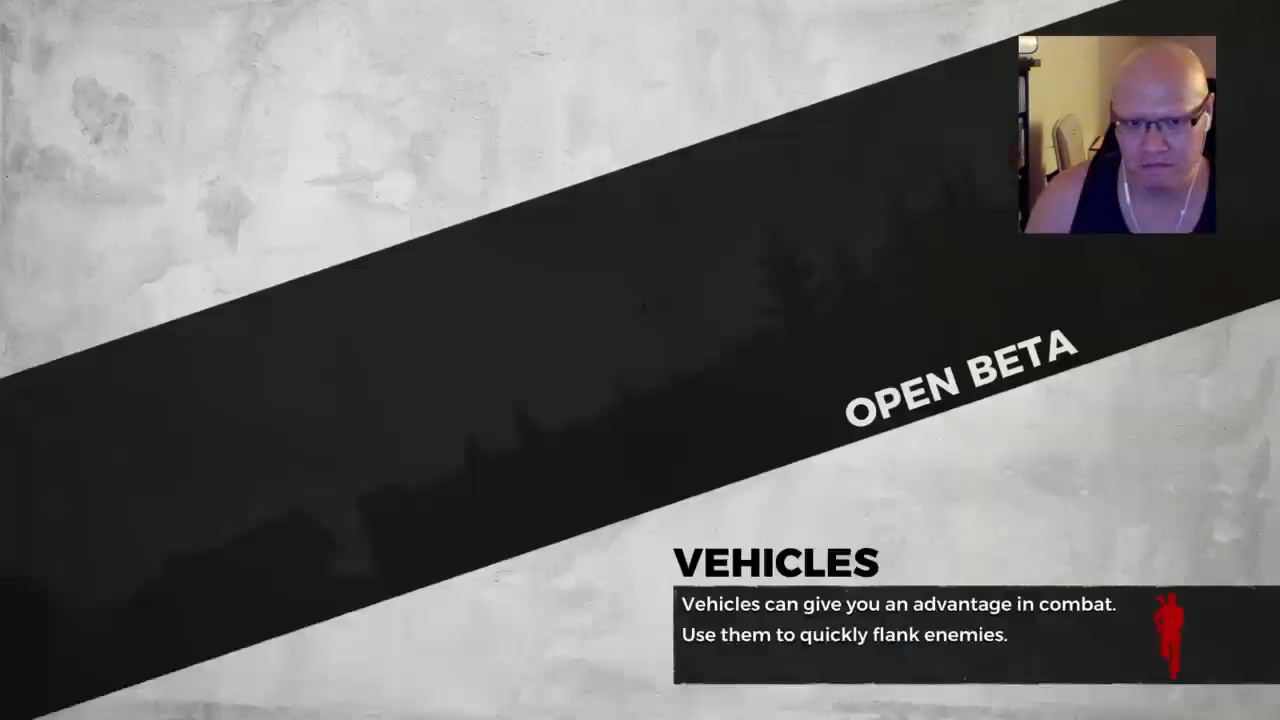 OPEN BETA
VEHICLES
Vehicles can give you an advantage in combat.
Use them to quickly flank enemies.